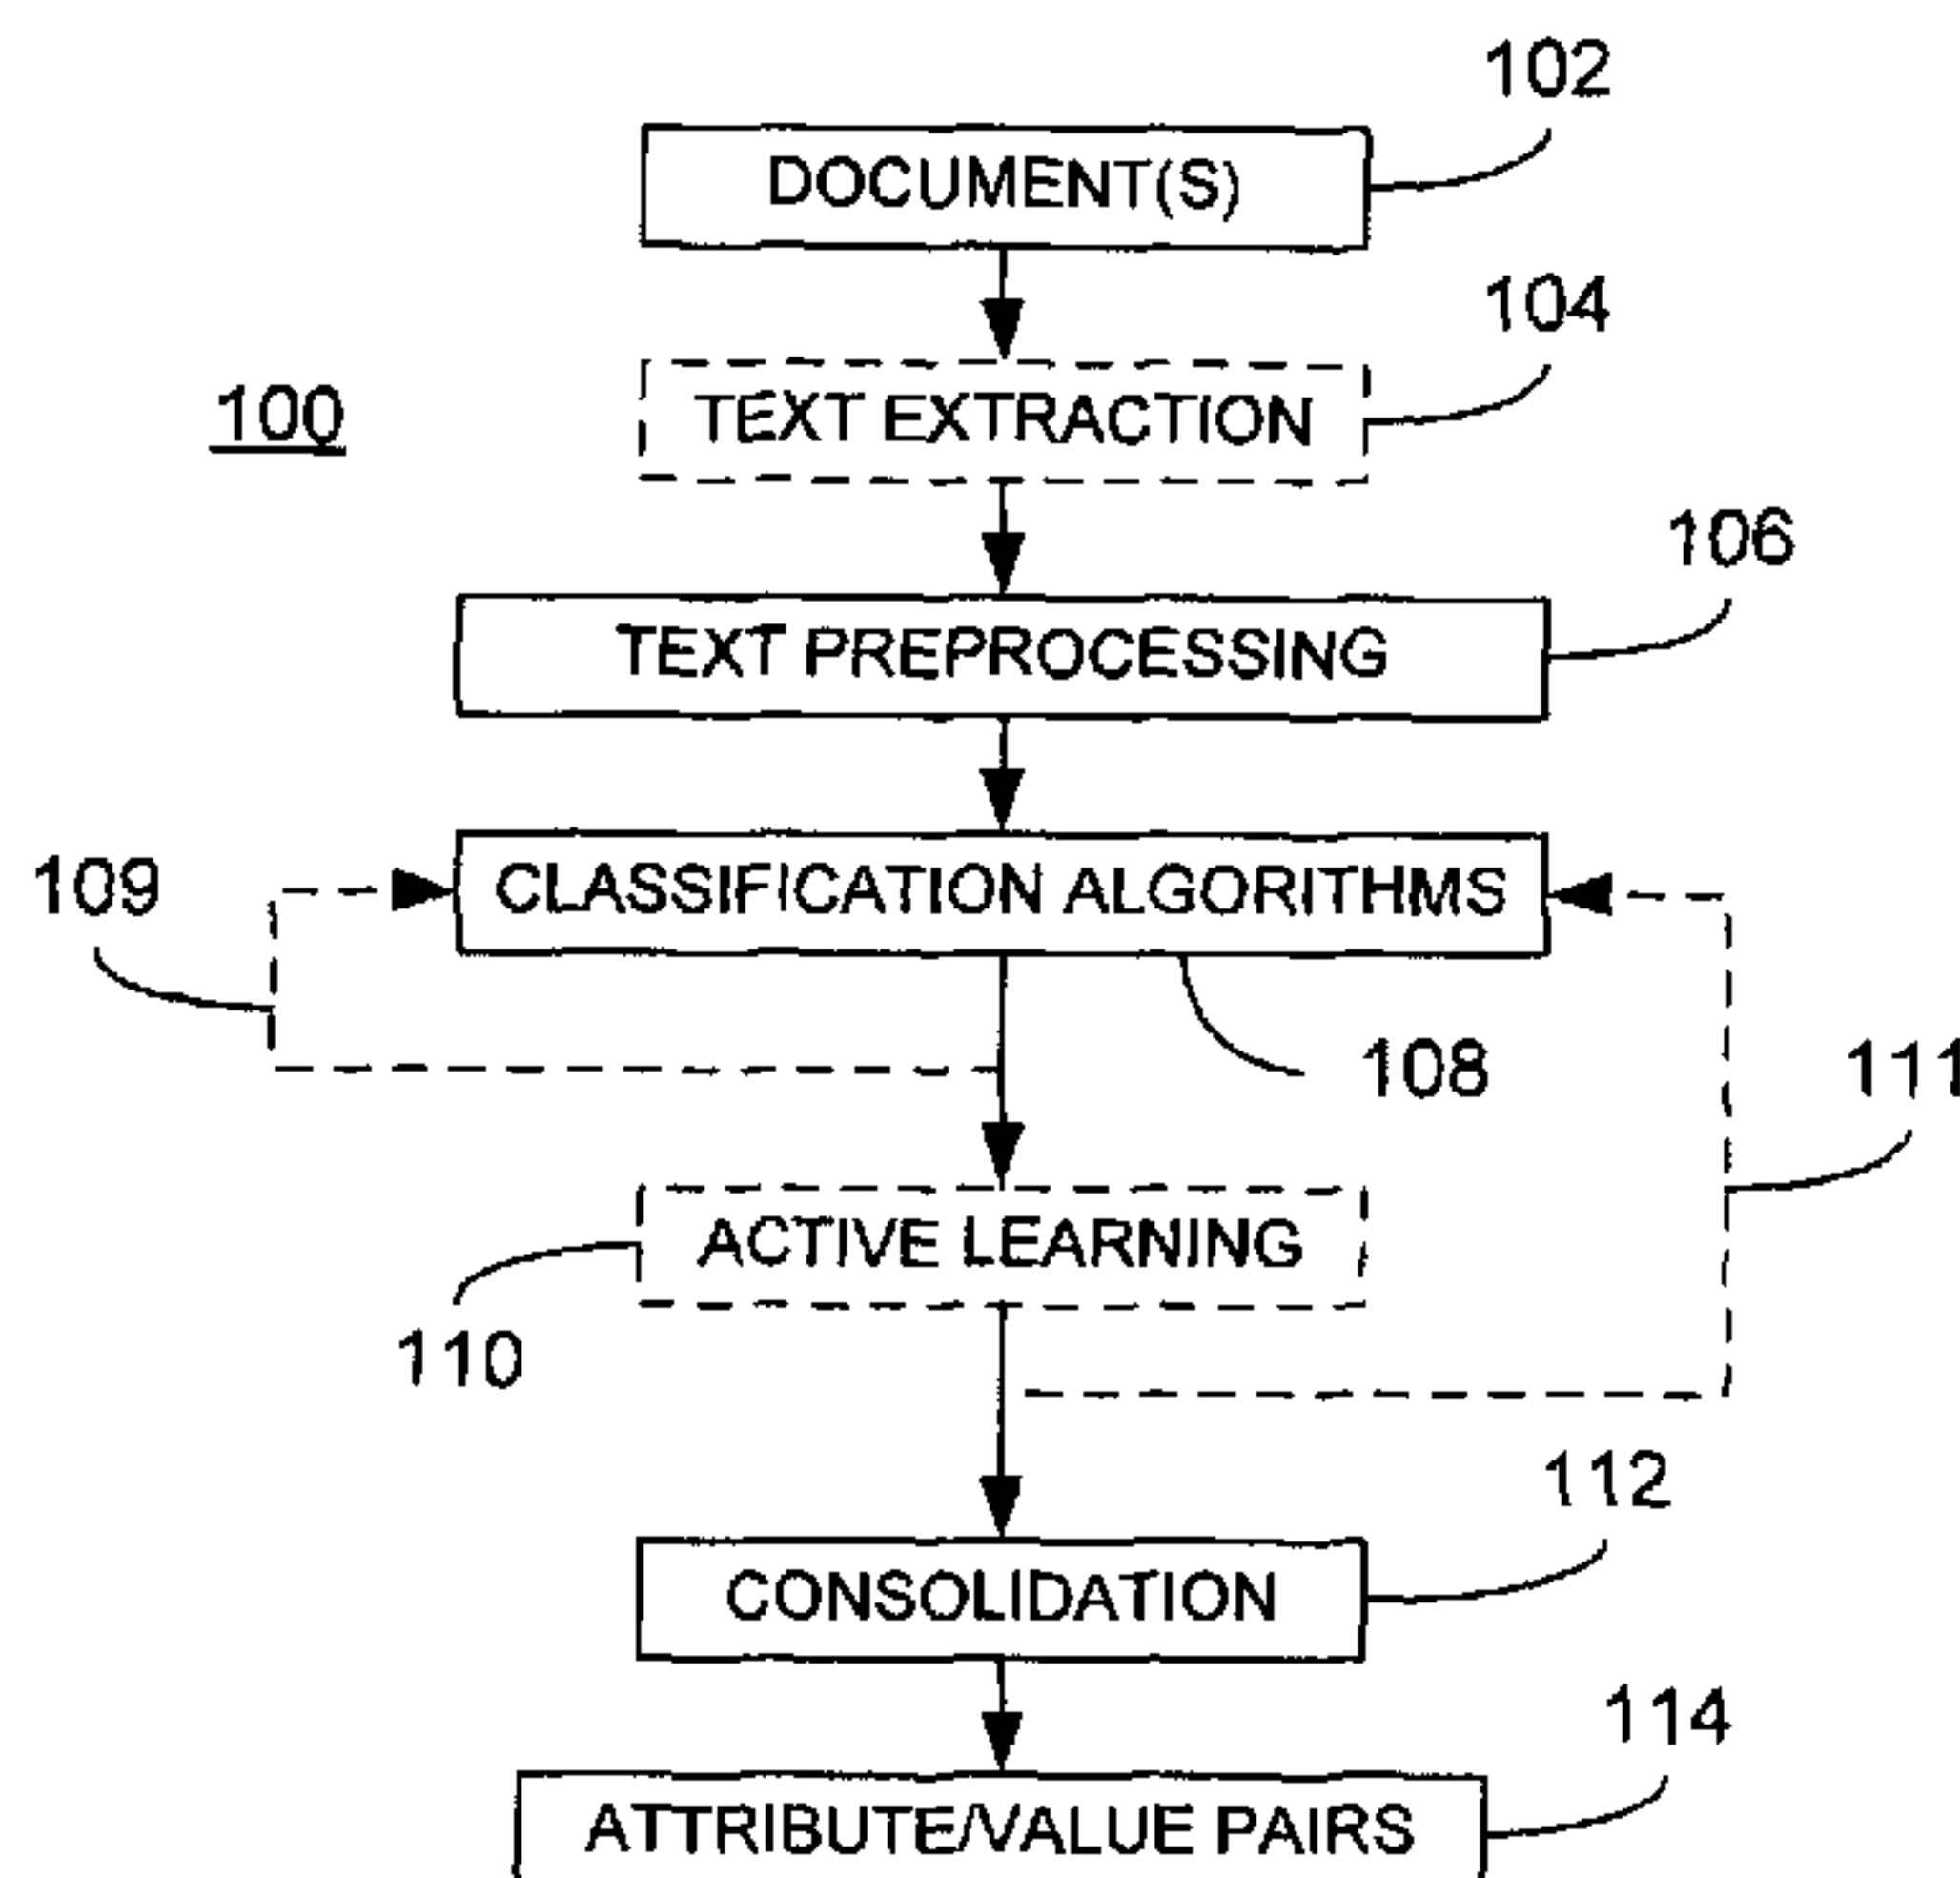 102
DOCUMENT(S)
104
100
TEXT EXTRACTION
106
TEXT PREPROCESSING
109
CLASSIFICATION ALGORITHMS
108
111
ACTIVE LEARNING
110
112
CONSOLIDATION
114
ATTRIBUTE/VALUE PAIRS